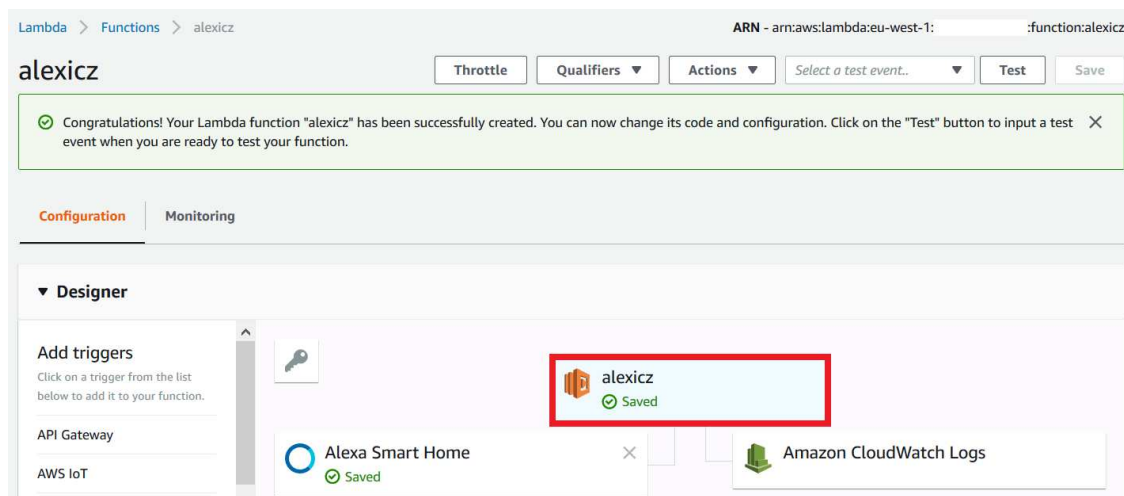 Lambda > Functions > alexicz
ARN - arn:aws:lambda:eu-west-1: :function:alexicz
alexicz
Throttle Qualifiers ▼ Actions ▼ Select a test event.. ▼ Test Save
Congratulations! Your Lambda function "alexicz" has been successfully created. You can now change its code and configuration. Click on the "Test" button to input a test
event when you are ready to test your function.
Configuration Monitoring
▼ Designer
Add triggers
Click on a trigger from the list
below to add it to your function.
API Gateway
AWS IoT
alexicz
Saved
Alexa Smart Home
Saved
Amazon CloudWatch Logs